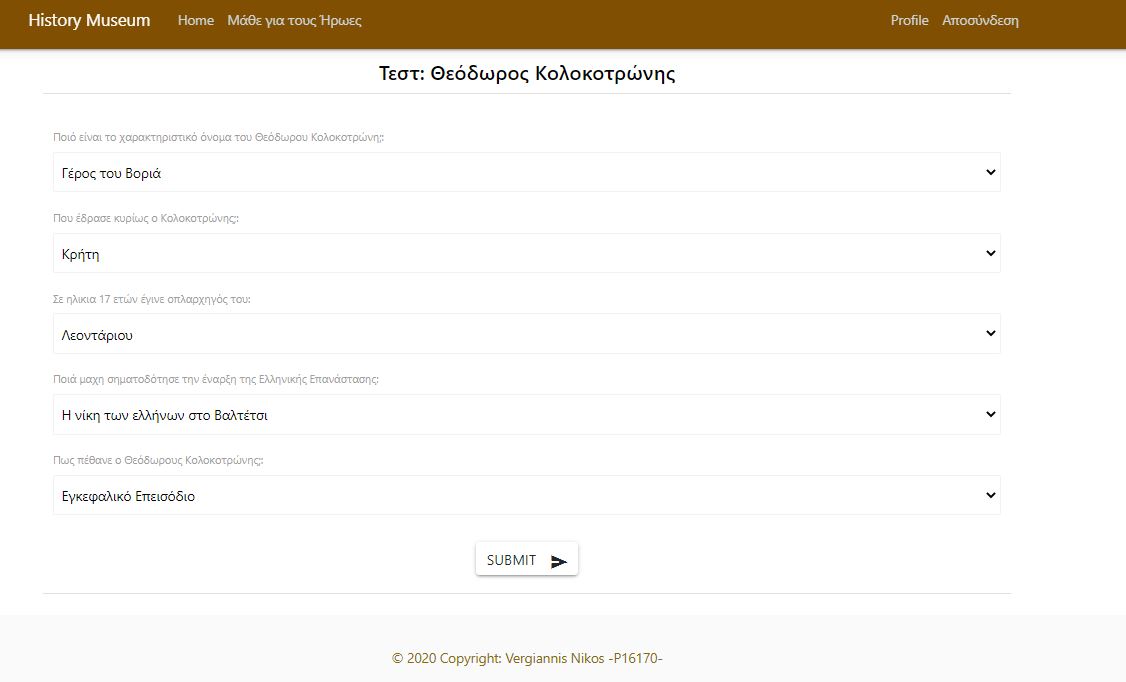 History Museum Home Μάθε για τους Ήρωες Profile Αποσύνδεση
Τεστ: Θεόδωρος Κολοκοτρώνης
Ποιό είναι το χαρακτηριστικό όνομα του Θεόδωρου Κολοκοτρώνη;:
Γέρος του Βοριά
Που έδρασε κυρίως ο Κολοκοτρώνης;:
Κρήτη
Σε ηλικια 17 ετών έγινε οπλαρχηγός του:
Λεοντάριου
Ποιά μαχη σηματοδότησε την έναρξη της Ελληνικής Επανάστασης:
Η νίκη των ελλήνων στο Βαλτέτσι
Πως πέθανε ο Θεόδωρους Κολοκοτρώνης;:
Εγκεφαλικό Επεισόδιο
SUBMIT
© 2020 Copyright: Vergiannis Nikos -P16170-